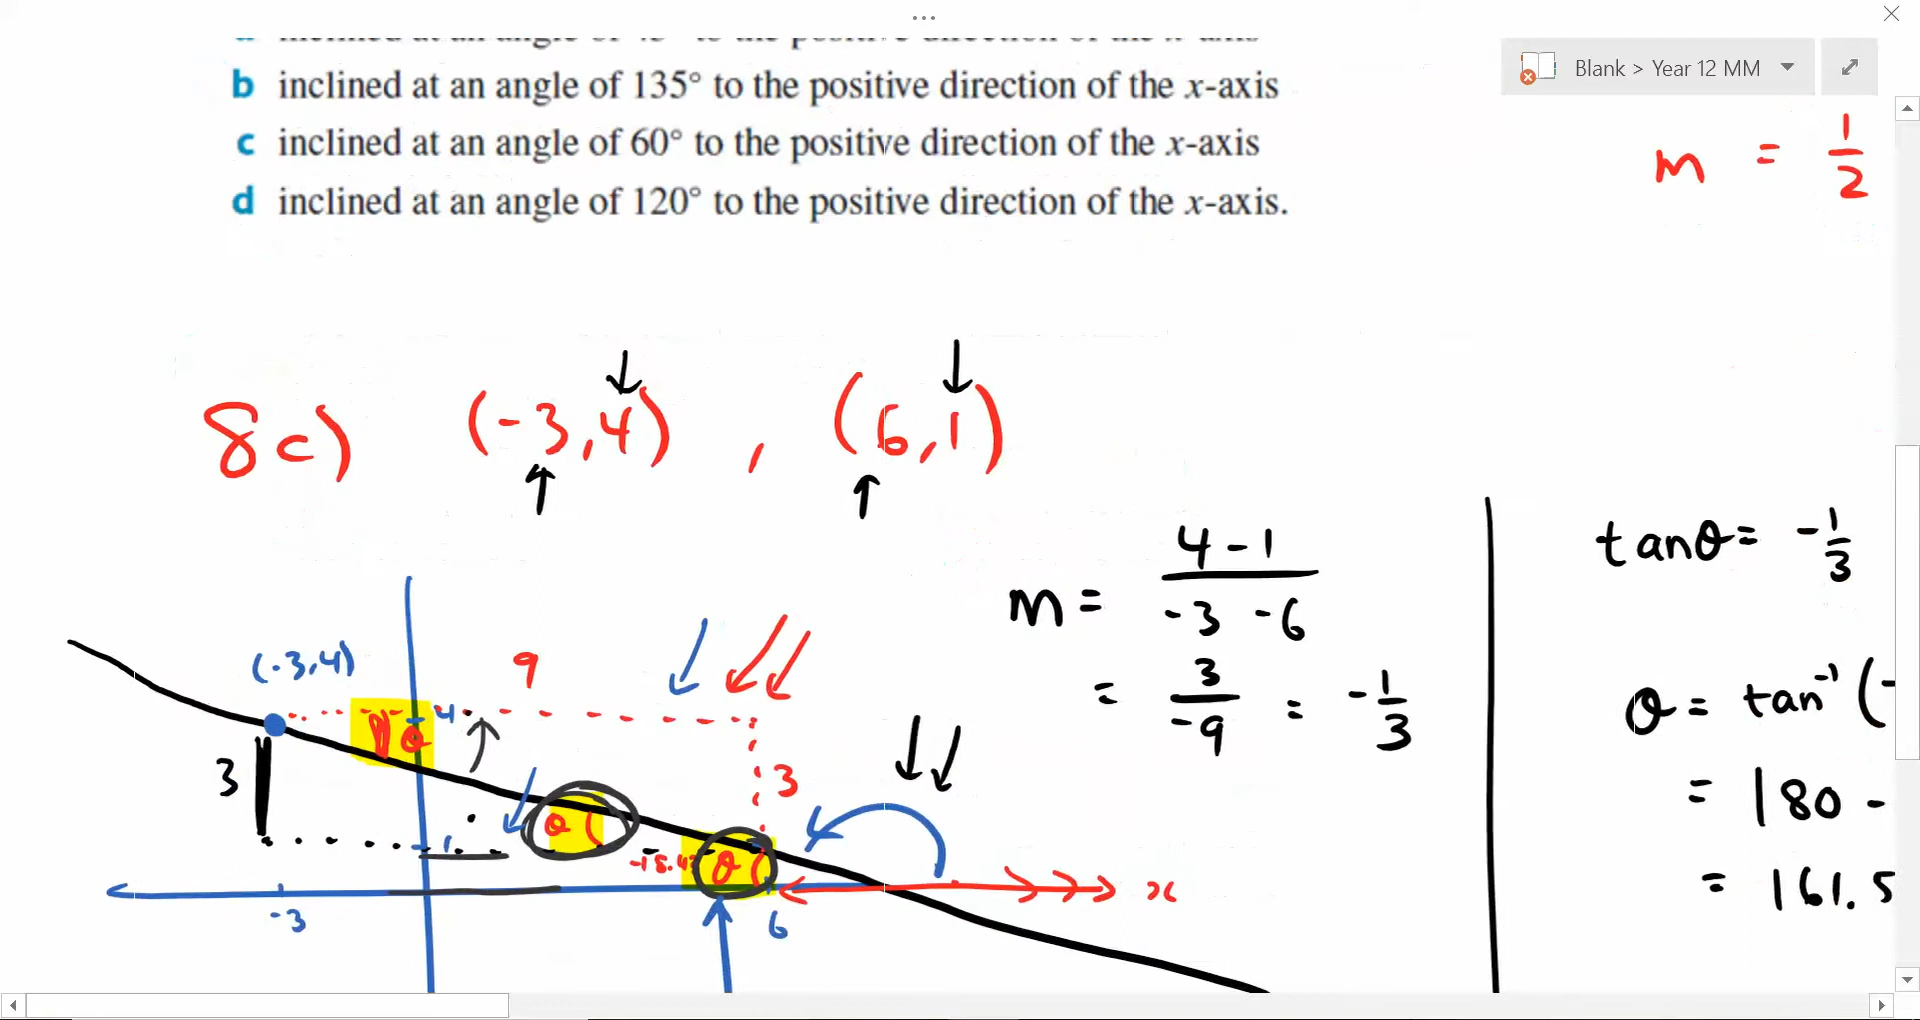 b inclined at an angle of 135° to the positive direction of the x-axis
c inclined at an angle of 60° to the positive direction of the x-axis
d inclined at an angle of 120° to the positive direction of the x-axis.
Blank > Year 12 MM
m = 1/2
8c) (-3,4) , (6,1)
m = 4-1 / -3 -6
= 3/-9 = -1/3
tanθ = -1/3
θ = tan⁻¹ (-
= 180 -
= 161.5
(-3,4)
9
4
θ
3
3
θ
1
θ
x
-3
6